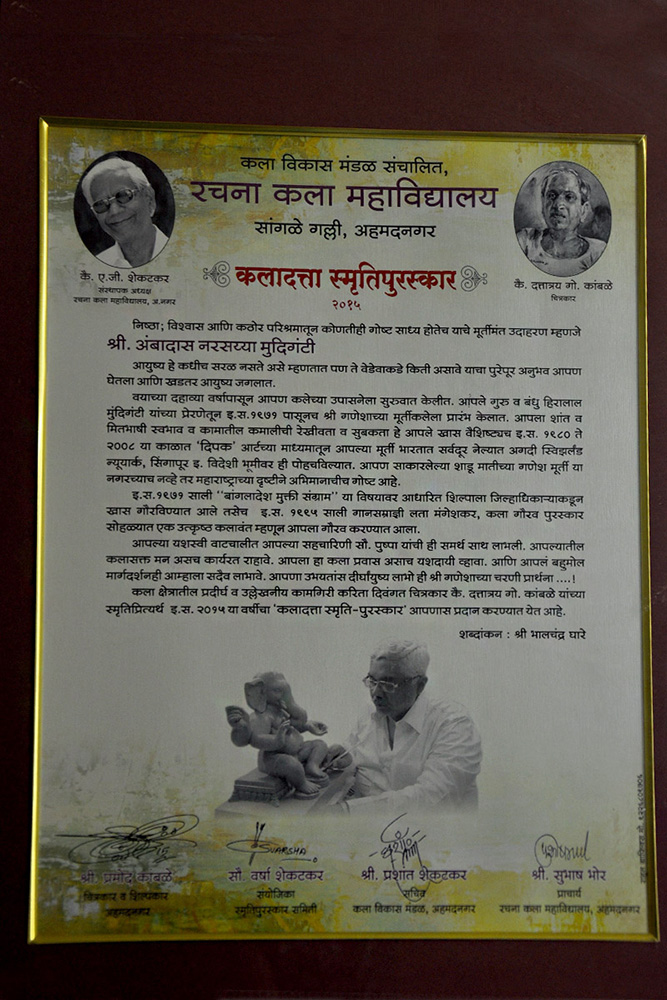 कला विकास मंडळ संचालित,
रचना कला महाविद्यालय
सांगळे गल्ली, अहमदनगर
कै. ए.जी. शेकटकर
संस्थापक अध्यक्ष
रचना कला महाविद्यालय, अ.नगर
कलादत्ता स्मृतिपुरस्कार
२०१५
कै. दत्तात्रय गो. कांबळे
चित्रकार
निष्ठा; विश्वास आणि कठोर परिश्रमातून कोणतीही गोष्ट साध्य होतेच याचे मूर्तीमंत उदाहरण म्हणजे
श्री. अंबादास नरसय्या मुदिगंटी
आयुष्य हे कधीच सरळ नसते असे म्हणतात पण ते वेडेवाकडे किती असावे याचा पुरेपूर अनुभव आपण
घेतला आणि खडतर आयुष्य जगलात.
वयाच्या दहाव्या वर्षापासून आपण कलेच्या उपासनेला सुरुवात केलीत. आपले गुरु व बंधु हिरालाल
मुंदिगंटी यांच्या प्रेरणेतून इ.स.१९७१ पासूनच श्री गणेशाच्या मूर्तीकलेला प्रारंभ केलात. आपला शांत व
मितभाषी स्वभाव व कामातील कमालीची रेखीवता व सुबकता हे आपले खास वैशिष्ट्यच इ.स. १९८० ते
२००८ या काळात 'दिपक' आर्टच्या माध्यमातून आपल्या मूर्ती भारतात सर्वदूर नेल्यात अगदी स्विझर्लंड
न्यूयार्क, सिंगापूर इ. विदेशी भूमीवर ही पोहचविल्यात. आपण साकारलेल्या शाडू मातीच्या गणेश मूर्ती या
नगरच्याच नव्हे तर महाराष्ट्राच्या दृष्टीने अभिमानाचीच गोष्ट आहे.
इ.स.१९७१ साली ''बांगलादेश मुक्ती संग्राम'' या विषयावर आधारित शिल्पाला जिल्हाधिकाऱ्याकडून
खास गौरविण्यात आले तसेच इ.स. १९९५ साली गानसम्राज्ञी लता मंगेशकर, कला गौरव पुरस्कार
सोहळ्यात एक उत्कृष्ठ कलावंत म्हणून आपला गौरव करण्यात आला.
आपल्या यशस्वी वाटचालीत आपल्या सहचारिणी सौ. पुष्पा यांची ही समर्थ साथ लाभली. आपल्यातील
कलासक्त मन असच कार्यरत राहावे. आपला हा कला प्रवास असाच यशदायी व्हावा. आणि आपलं बहुमोल
मार्गदर्शनही आम्हाला सदैव लाभावे. आपणा उभयतांस दीर्घायुष्य लाभो ही श्री गणेशाच्या चरणी प्रार्थना ....!
कला क्षेत्रातील प्रदीर्घ व उल्लेखनीय कामगिरी करिता दिवंगत चित्रकार कै. दत्तात्रय गो. कांबळे यांच्या
स्मृतिप्रित्यर्थ इ.स. २०१५ या वर्षीचा 'कलादत्ता स्मृति-पुरस्कार' आपणास प्रदान करण्यात येत आहे.
शब्दांकन : श्री भालचंद्र घारे
श्री. प्रमोद कांबळे
चित्रकार व शिल्पकार
अहमदनगर
सौ. वर्षा शेकटकर
संयोजिका
स्मृतिपुरस्कार समिती
श्री. प्रशांत शेकटकर
सचिव
कला विकास मंडळ, अहमदनगर
श्री. सुभाष भोर
प्राचार्य
रचना कला महाविद्यालय, अहमदनगर